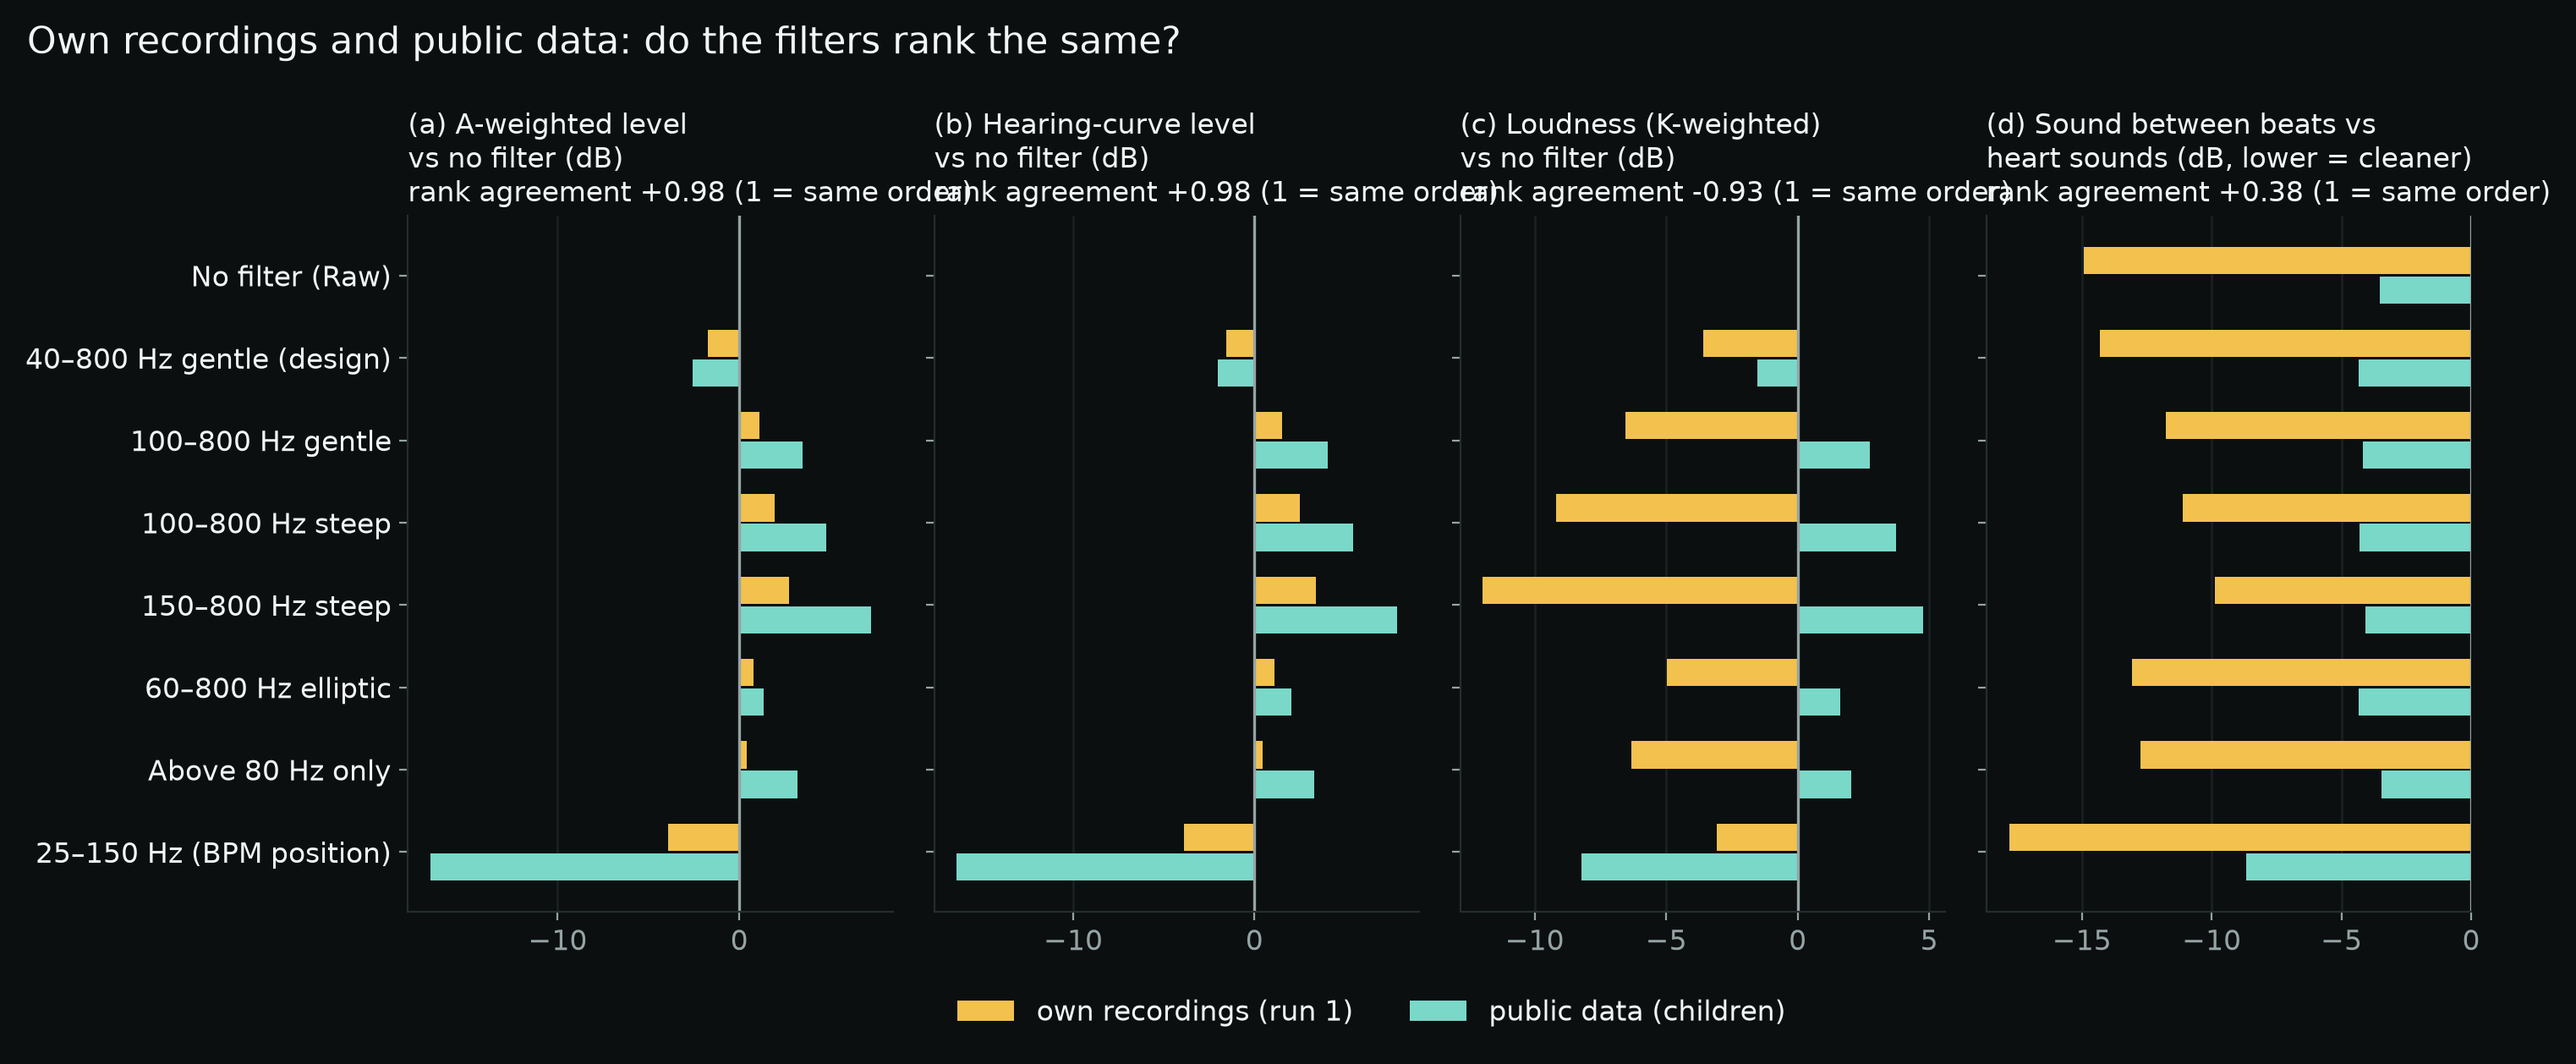 Own recordings and public data: do the filters rank the same?
(a) A-weighted level
vs no filter (dB)
rank agreement +0.98 (1 = same order)
(b) Hearing-curve level
vs no filter (dB)
rank agreement +0.98 (1 = same order)
(c) Loudness (K-weighted)
vs no filter (dB)
rank agreement -0.93 (1 = same order)
(d) Sound between beats vs
heart sounds (dB, lower = cleaner)
rank agreement +0.38 (1 = same order)
No filter (Raw)
40–800 Hz gentle (design)
100–800 Hz gentle
100–800 Hz steep
150–800 Hz steep
60–800 Hz elliptic
Above 80 Hz only
25–150 Hz (BPM position)
−10 0
−10 0
−10 −5 0 5
−15 −10 −5 0
own recordings (run 1)
public data (children)